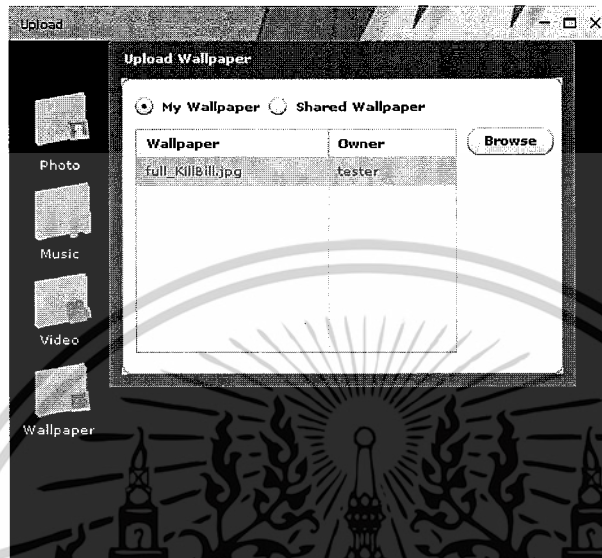 Upload
Upload Wallpaper
My Wallpaper Shared Wallpaper
Wallpaper Owner Browse
full_KillBill.jpg tester
Photo
Music
Video
Wallpaper